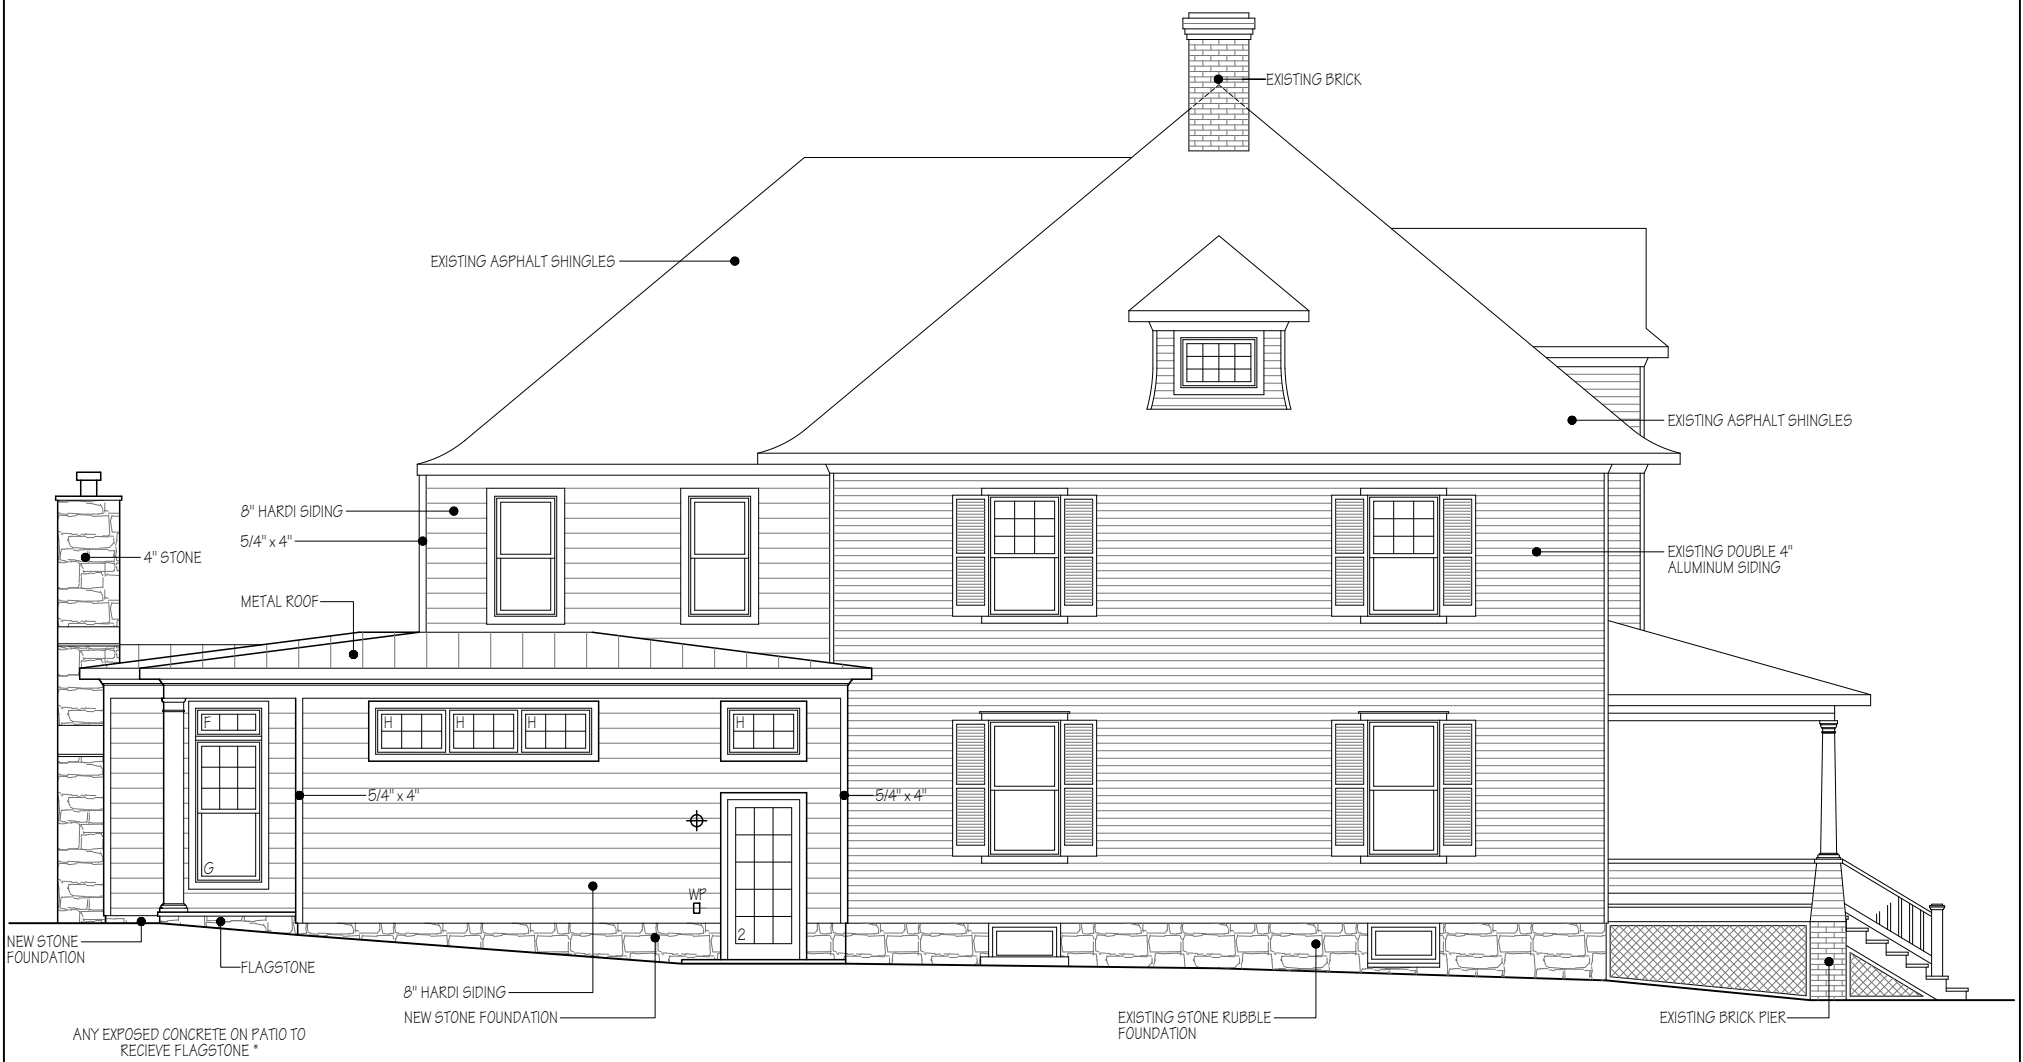 EXISTING BRICK
EXISTING ASPHALT SHINGLES
EXISTING ASPHALT SHINGLES
8" HARDI SIDING
5/4" x 4"
4" STONE
EXISTING DOUBLE 4"
ALUMINUM SIDING
METAL ROOF
F
H
H
H
H
5/4" x 4"
5/4" x 4"
G
WP
2
NEW STONE
FOUNDATION
FLAGSTONE
8" HARDI SIDING
NEW STONE FOUNDATION
EXISTING STONE RUBBLE
FOUNDATION
EXISTING BRICK PIER
ANY EXPOSED CONCRETE ON PATIO TO
RECIEVE FLAGSTONE *